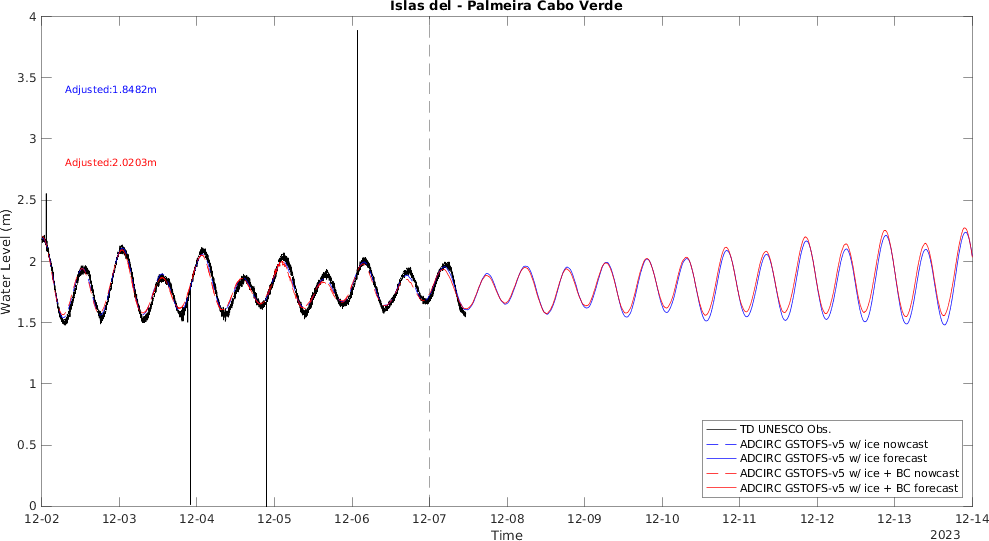 Islas del - Palmeira Cabo Verde
Water Level (m)
4
3.5
3
2.5
2
1.5
1
0.5
0
Adjusted:1.8482m
Adjusted:2.0203m
TD UNESCO Obs.
ADCIRC GSTOFS-v5 w/ ice nowcast
ADCIRC GSTOFS-v5 w/ ice forecast
ADCIRC GSTOFS-v5 w/ ice + BC nowcast
ADCIRC GSTOFS-v5 w/ ice + BC forecast
12-02 12-03 12-04 12-05 12-06 12-07 12-08 12-09 12-10 12-11 12-12 12-13 12-14
Time
2023